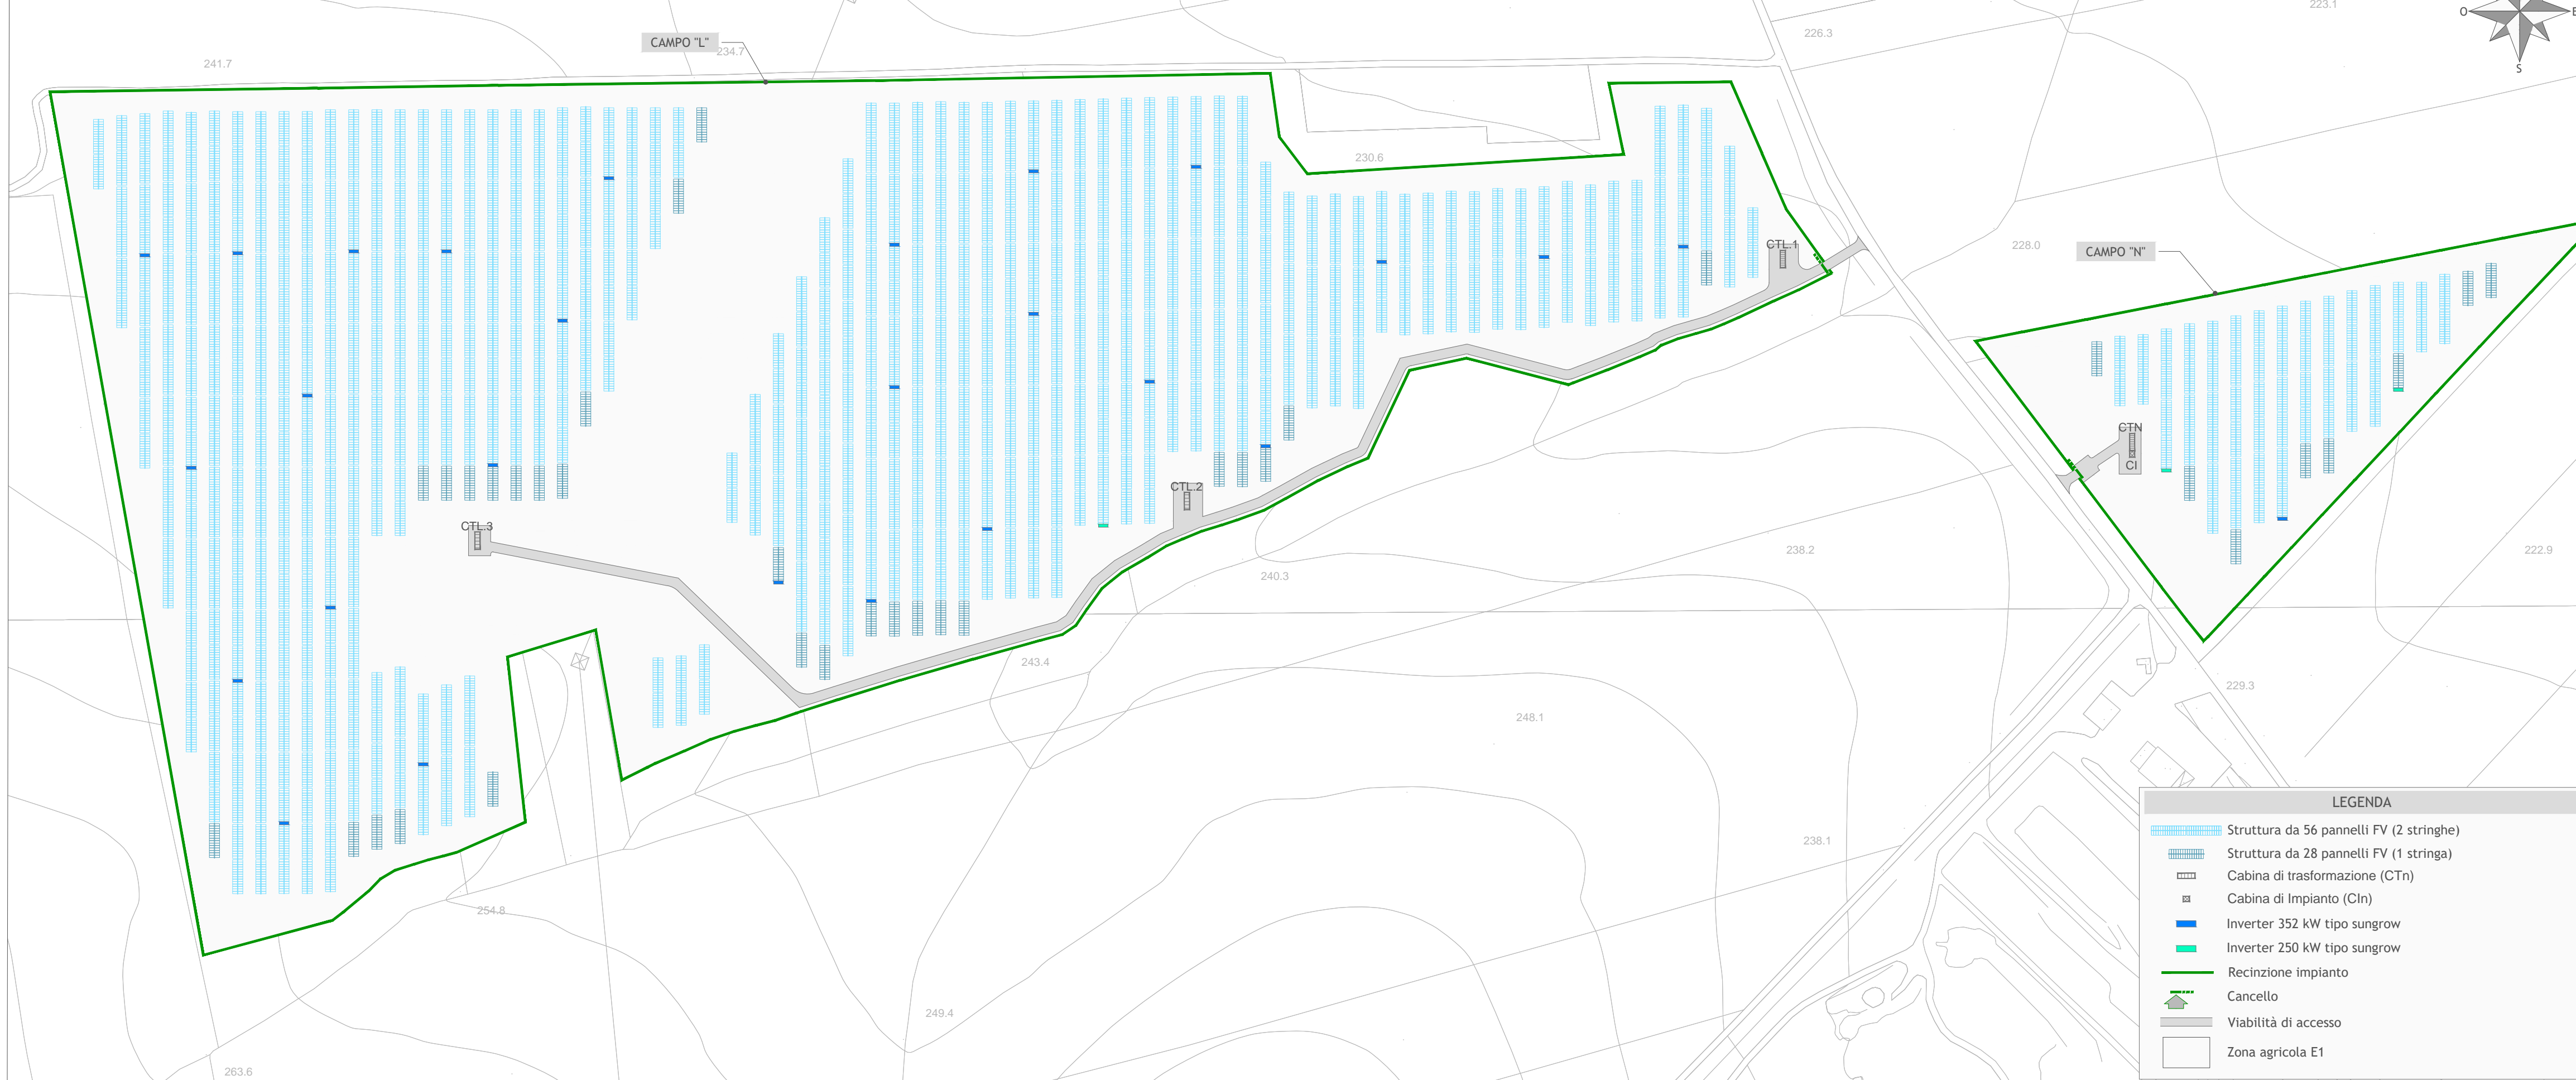 223.1
O
E
S
226.3
CAMPO "L"
234.7
241.7
230.6
CTL.1
228.0
CAMPO "N"
CTN
CI
CTL.2
CTL.3
238.2
222.9
240.3
243.4
229.3
248.1
238.1
254.8
249.4
263.6
LEGENDA
Struttura da 56 pannelli FV (2 stringhe)
Struttura da 28 pannelli FV (1 stringa)
Cabina di trasformazione (CTn)
Cabina di Impianto (CIn)
Inverter 352 kW tipo sungrow
Inverter 250 kW tipo sungrow
Recinzione impianto
Cancello
Viabilità di accesso
Zona agricola E1